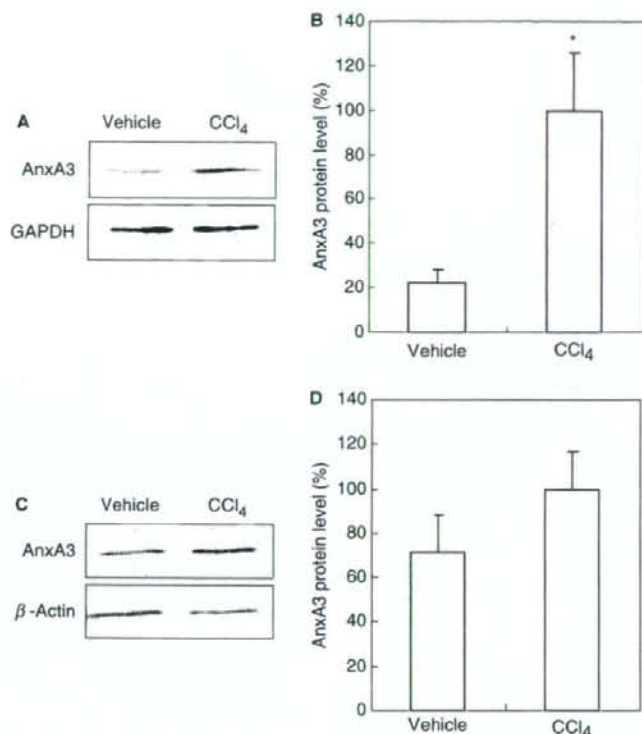 A
Vehicle CCl₄
AnxA3
GAPDH
B
AnxA3 protein level (%)
140
120
100
80
60
40
20
0
*
Vehicle CCl₄
C
Vehicle CCl₄
AnxA3
β-Actin
D
AnxA3 protein level (%)
140
120
100
80
60
40
20
0
Vehicle CCl₄